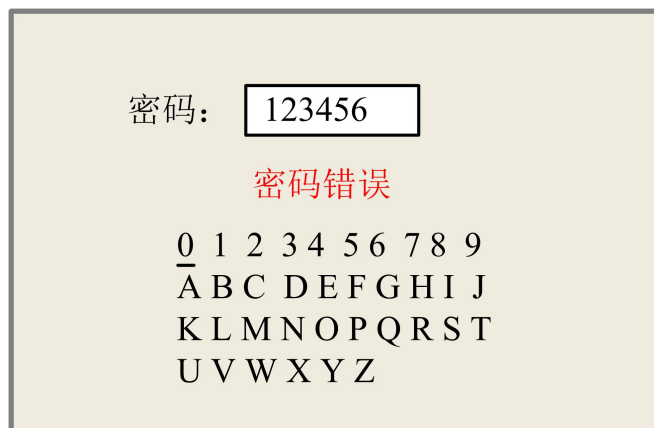 密码： 123456
密码错误
0 1 2 3 4 5 6 7 8 9
A B C D E F G H I J
K L M N O P Q R S T
U V W X Y Z